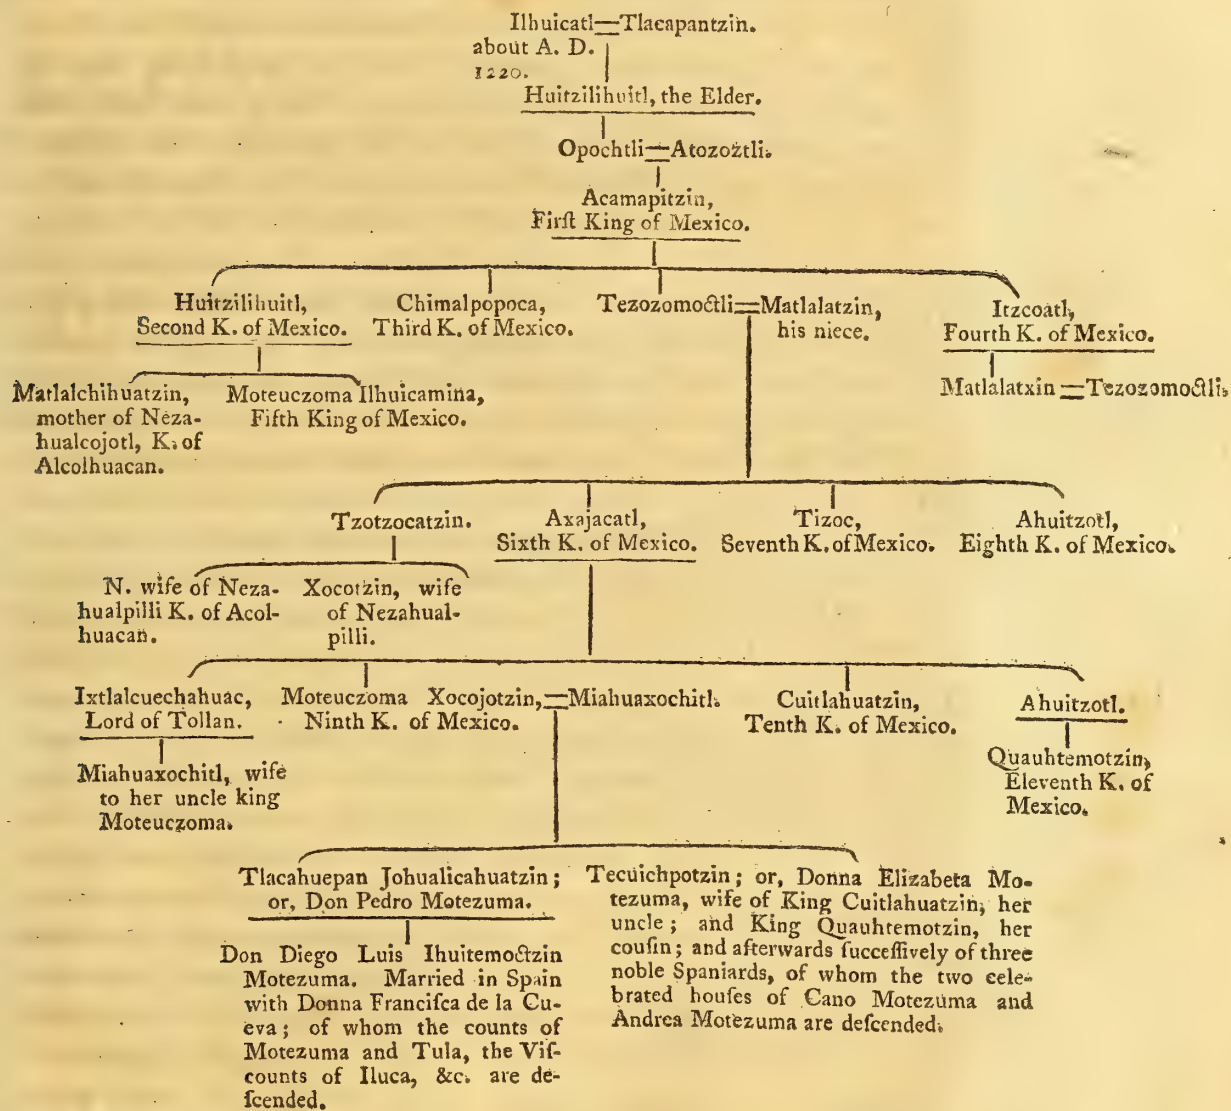 Ilhuicatl=Tlacapantzin.
about A. D.
1220.
Huitzilihuitl, the Elder.
Opochtli=Atozoztli.
Acamapitzin,
Firſt King of Mexico.
Huitzilihuitl,
Second K. of Mexico.
Chimalpopoca,
Third K. of Mexico.
Tezozomoctli=Matlalatzin,
his niece.
Itzcoatl,
Fourth K. of Mexico.
Matlalchihuatzin,
mother of Neza-
hualcojotl, K. of
Alcolhuacan.
Moteuczoma Ilhuicamina,
Fifth King of Mexico.
Matlalatxin=Tezozomoctli.
Tzotzocatzin.
Axajacatl,
Sixth K. of Mexico.
Tizoc,
Seventh K. of Mexico.
Ahuitzotl,
Eighth K. of Mexico.
N. wife of Neza-
hualpilli K. of Acol-
huacan.
Xocotzin, wife
of Nezahual-
pilli.
Ixtlalcuechahuac,
Lord of Tollan.
Moteuczoma Xocojotzin,=Miahuaxochitl.
Ninth K. of Mexico.
Cuitlahuatzin,
Tenth K. of Mexico.
Ahuitzotl.
Miahuaxochitl, wife
to her uncle king
Moteuczoma.
Quauhtemotzin,
Eleventh K. of
Mexico.
Tlacahuepan Johualicahuatzin;
or, Don Pedro Motezuma.
Don Diego Luis Ihuitemoctzin
Motezuma. Married in Spain
with Donna Franciſca de la Cu-
eva; of whom the counts of
Motezuma and Tula, the Viſ-
counts of Iluca, &c. are de-
ſcended.
Tecuichpotzin; or, Donna Elizabeta Mo-
tezuma, wife of King Cuitlahuatzin, her
uncle; and King Quauhtemotzin, her
couſin; and afterwards ſucceſſively of three
noble Spaniards, of whom the two cele-
brated houſes of Cano Motezuma and
Andrea Motezuma are deſcended.